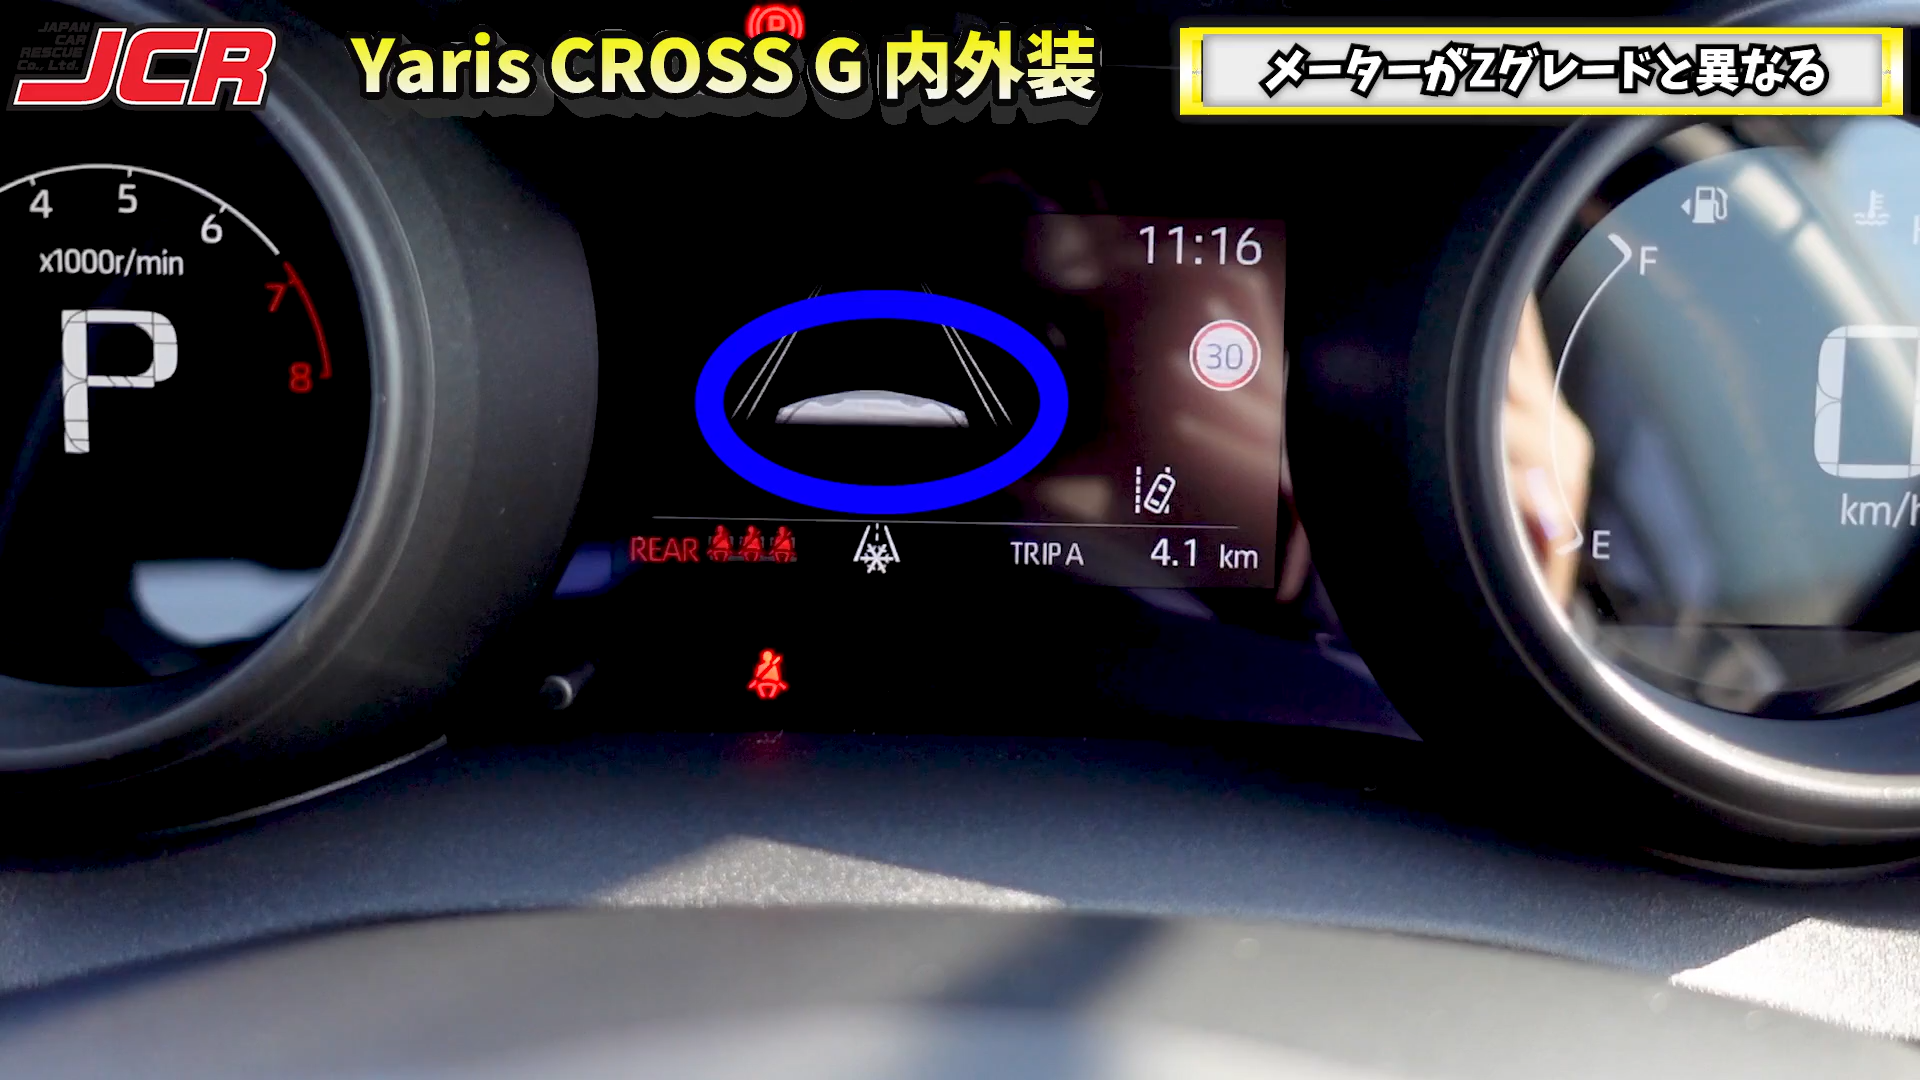 JAPAN
CAR
RESCUE
Co., Ltd.
JCR
Yaris CROSS G 内外装
メーターがZグレードと異なる
P
4
5
6
7
8
x1000r/min
P
11:16
30
REAR
TRIP A 4.1 km
F
E
0
km/h